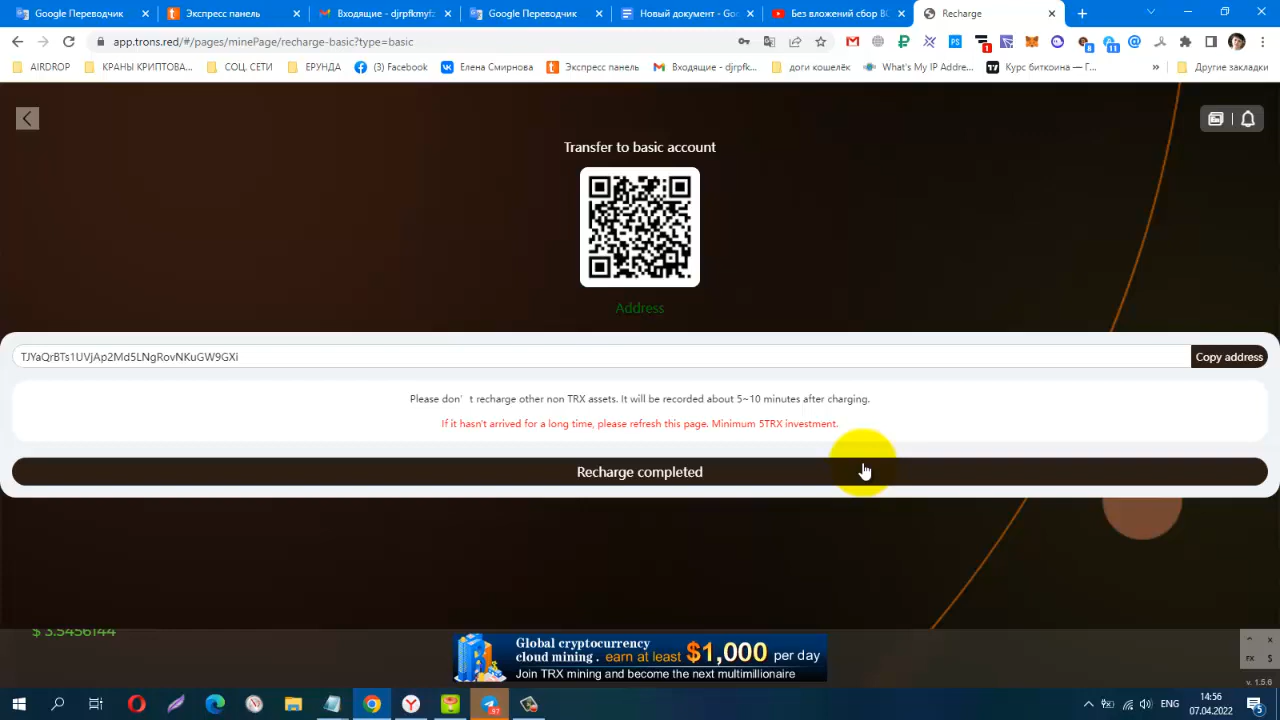 Google Переводчик
Экспресс панель
Входящие - djrpfkmyfz
Google Переводчик
Новый документ - Goo
Без вложений сбор BC
Recharge
app.trons.red/#/pages/minePage/recharge-basic?type=basic
AIRDROP
КРАНЫ КРИПТОВА...
СОЦ. СЕТИ
ЕРУНДА
(3) Facebook
Елена Смирнова
Экспресс панель
Входящие - djrpfk...
доги кошелёк
What's My IP Addre...
Курс биткоина — Г...
»
Другие закладки
Transfer to basic account
Address
TJYaQrBTs1UVjAp2Md5LNgRovNKuGW9GXi
Copy address
Please don’t recharge other non TRX assets. It will be recorded about 5~10 minutes after charging.
If it hasn't arrived for a long time, please refresh this page. Minimum 5TRX investment.
Recharge completed
$ 3.5456144
Global cryptocurrency
cloud mining . earn at least $1,000 per day
Join TRX mining and become the next multimillionaire
FX $
v. 1.5.6
97
ENG
14:56
07.04.2022
5